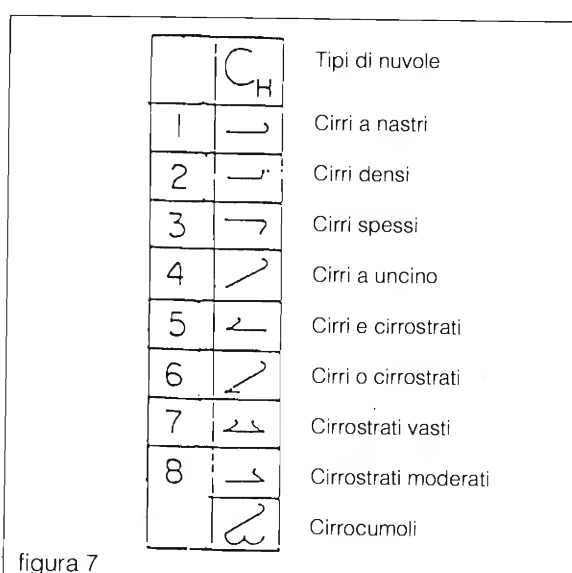 C_H Tipi di nuvole
1 Cirri a nastri
2 Cirri densi
3 Cirri spessi
4 Cirri a uncino
5 Cirri e cirrostrati
6 Cirri o cirrostrati
7 Cirrostrati vasti
8 Cirrostrati moderati
Cirrocumoli
figura 7